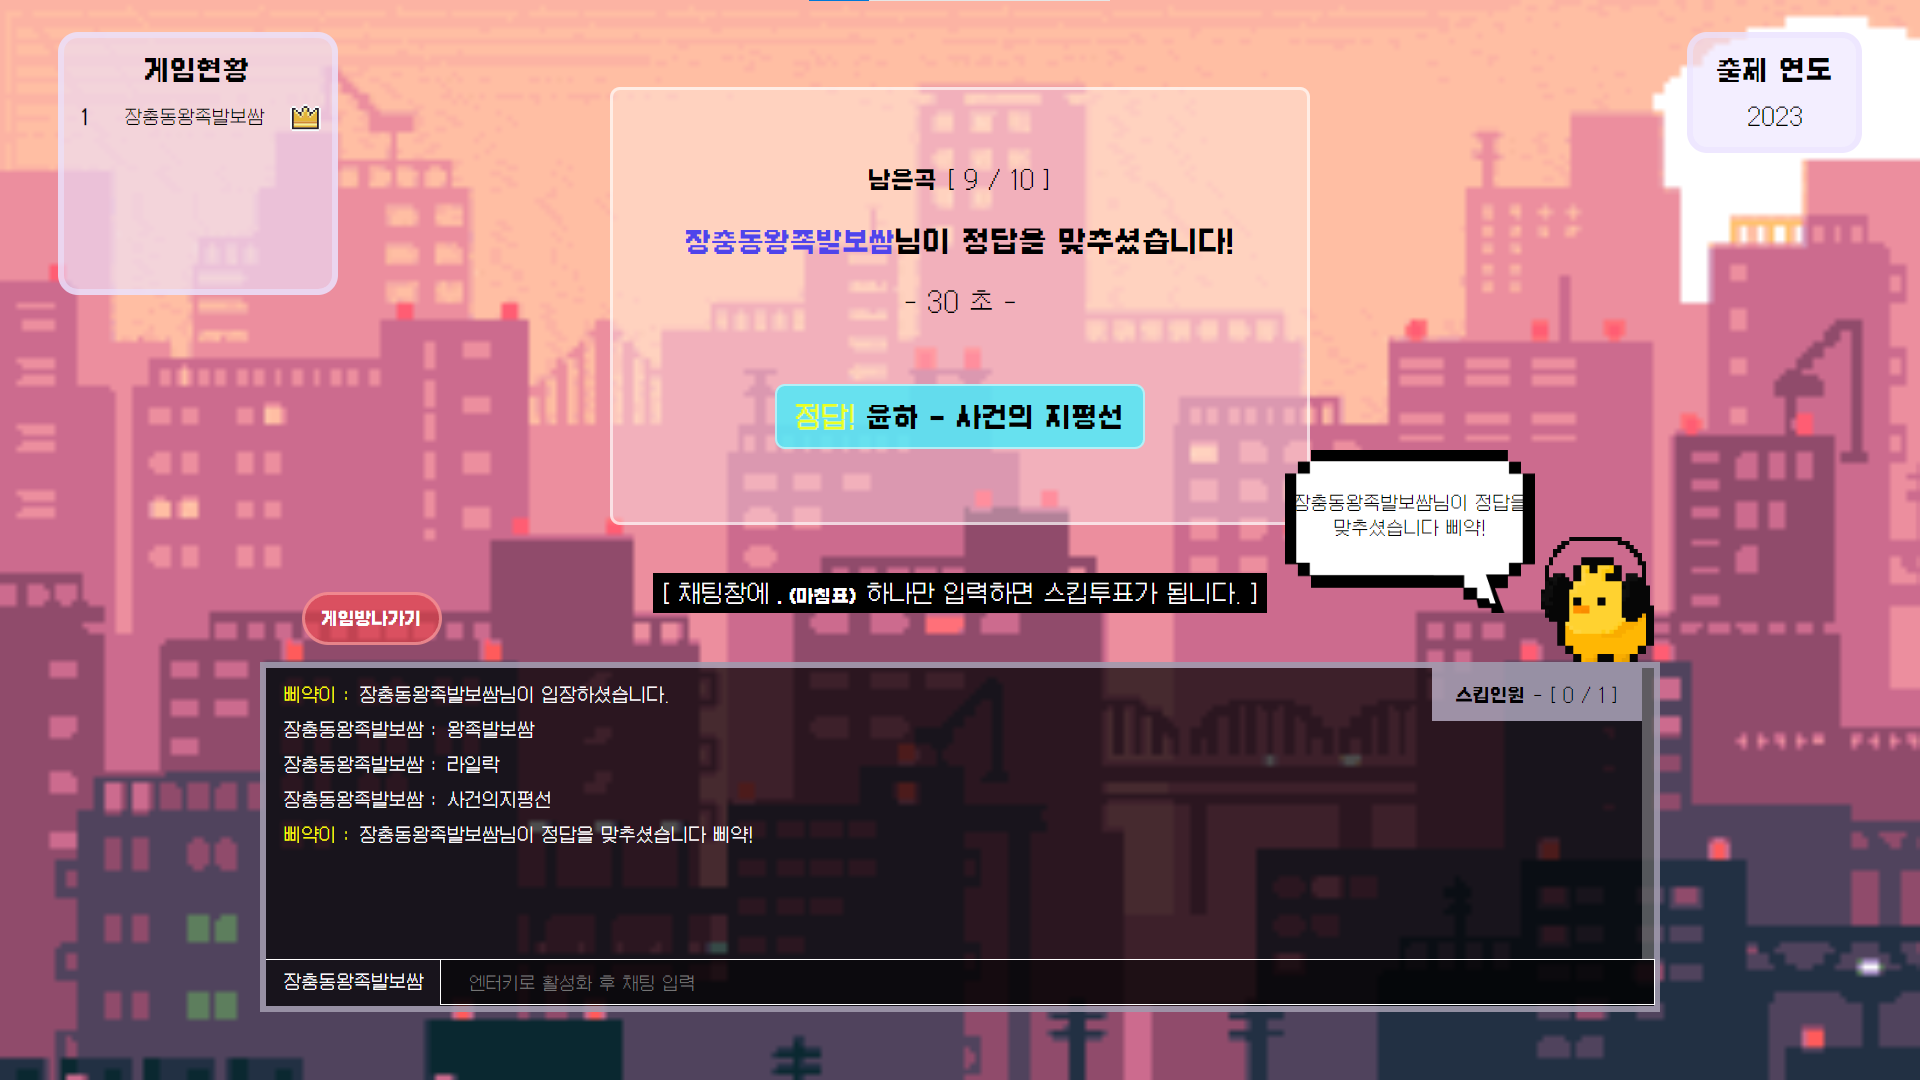 게임현황
1 장충동왕족발보쌈
출제 연도
2023
남은곡 [ 9 / 10 ]
장충동왕족발보쌈님이 정답을 맞추셨습니다!
- 30 초 -
정답! 윤하 - 사건의 지평선
장충동왕족발보쌈님이 정답을
맞추셨습니다 삐약!
[ 채팅창에 . (마침표) 하나만 입력하면 스킵투표가 됩니다. ]
게임방나가기
스킵인원 - [ 0 / 1 ]
삐약이 : 장충동왕족발보쌈님이 입장하셨습니다.
장충동왕족발보쌈 : 왕족발보쌈
장충동왕족발보쌈 : 라일락
장충동왕족발보쌈 : 사건의지평선
삐약이 : 장충동왕족발보쌈님이 정답을 맞추셨습니다 삐약!
장충동왕족발보쌈 엔터키로 활성화 후 채팅 입력